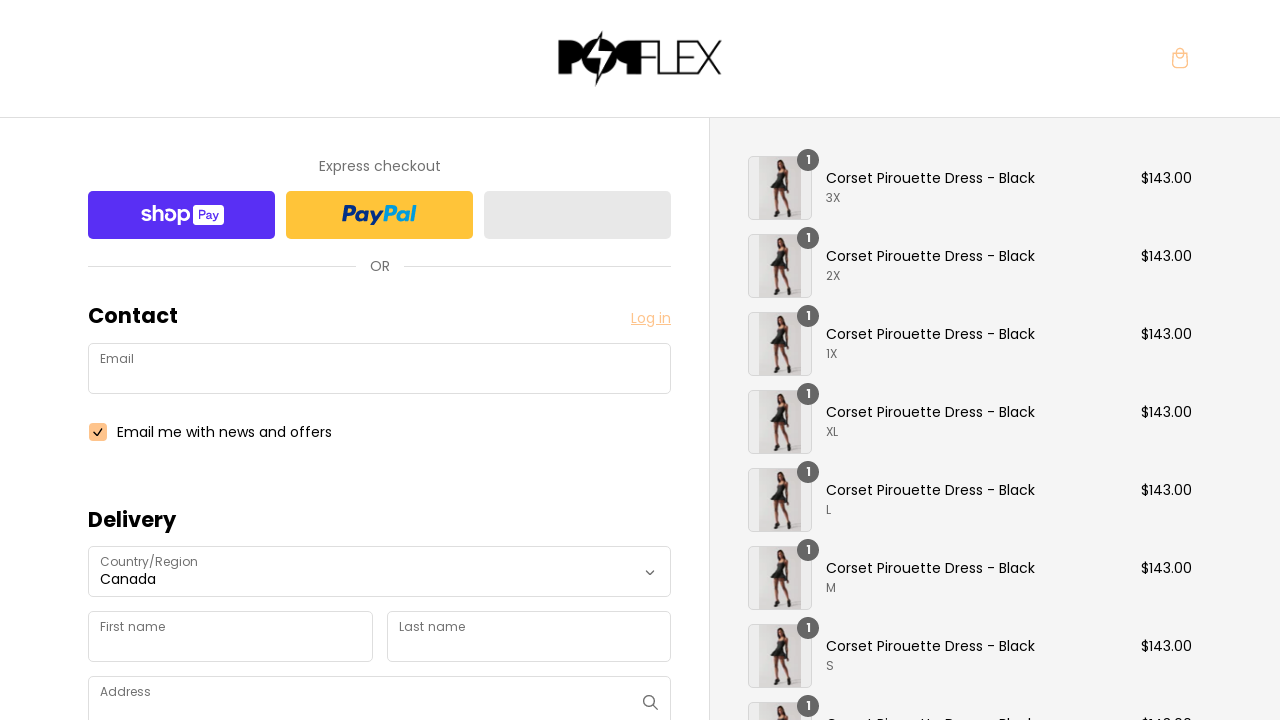 POPFLEX
Express checkout
shop Pay
PayPal
OR
Contact
Log in
Email
Email me with news and offers
Delivery
Country/Region
Canada
First name
Last name
Address
1
Corset Pirouette Dress - Black
$143.00
3X
1
Corset Pirouette Dress - Black
$143.00
2X
1
Corset Pirouette Dress - Black
$143.00
1X
1
Corset Pirouette Dress - Black
$143.00
XL
1
Corset Pirouette Dress - Black
$143.00
L
1
Corset Pirouette Dress - Black
$143.00
M
1
Corset Pirouette Dress - Black
$143.00
S
1